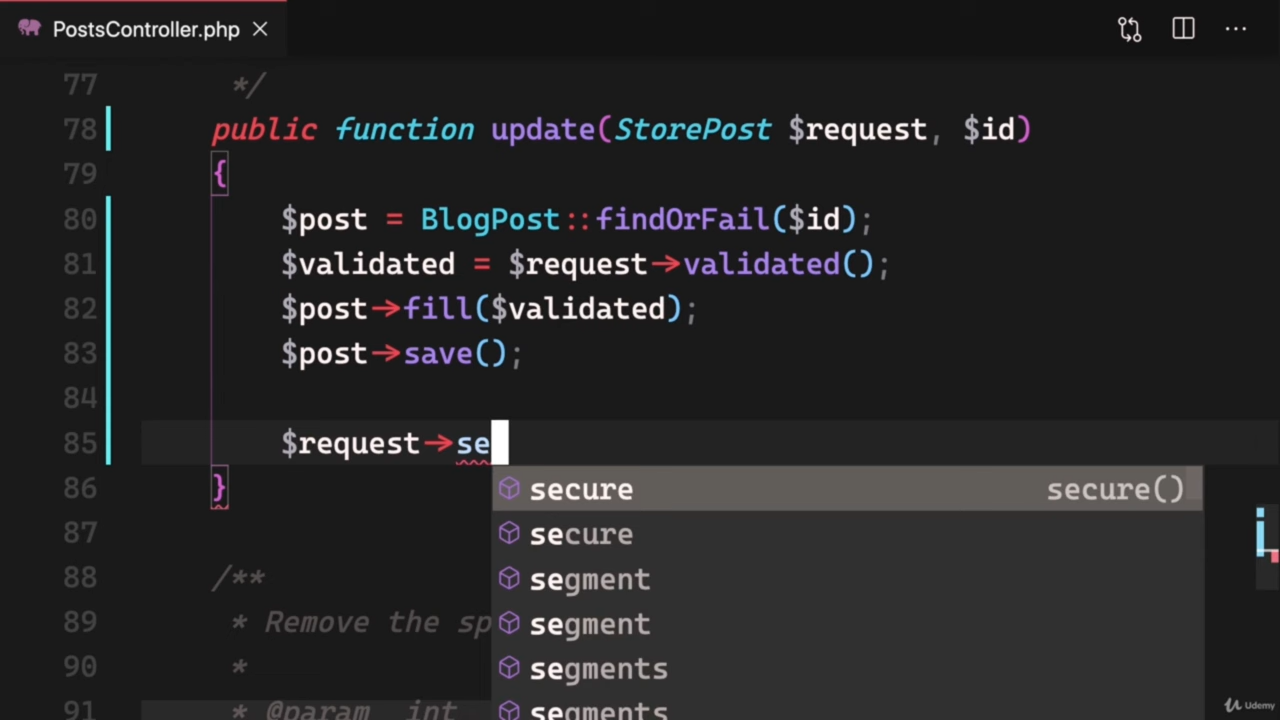 PostsController.php
77 */
78 public function update(StorePost $request, $id)
79 {
80 $post = BlogPost::findOrFail($id);
81 $validated = $request->validated();
82 $post->fill($validated);
83 $post->save();
84
85 $request->se
secure secure()
86 }
secure
87
segment
88 /**
segment
89 * Remove the sp
segments
90 *
segments
91 * @param int
Udemy